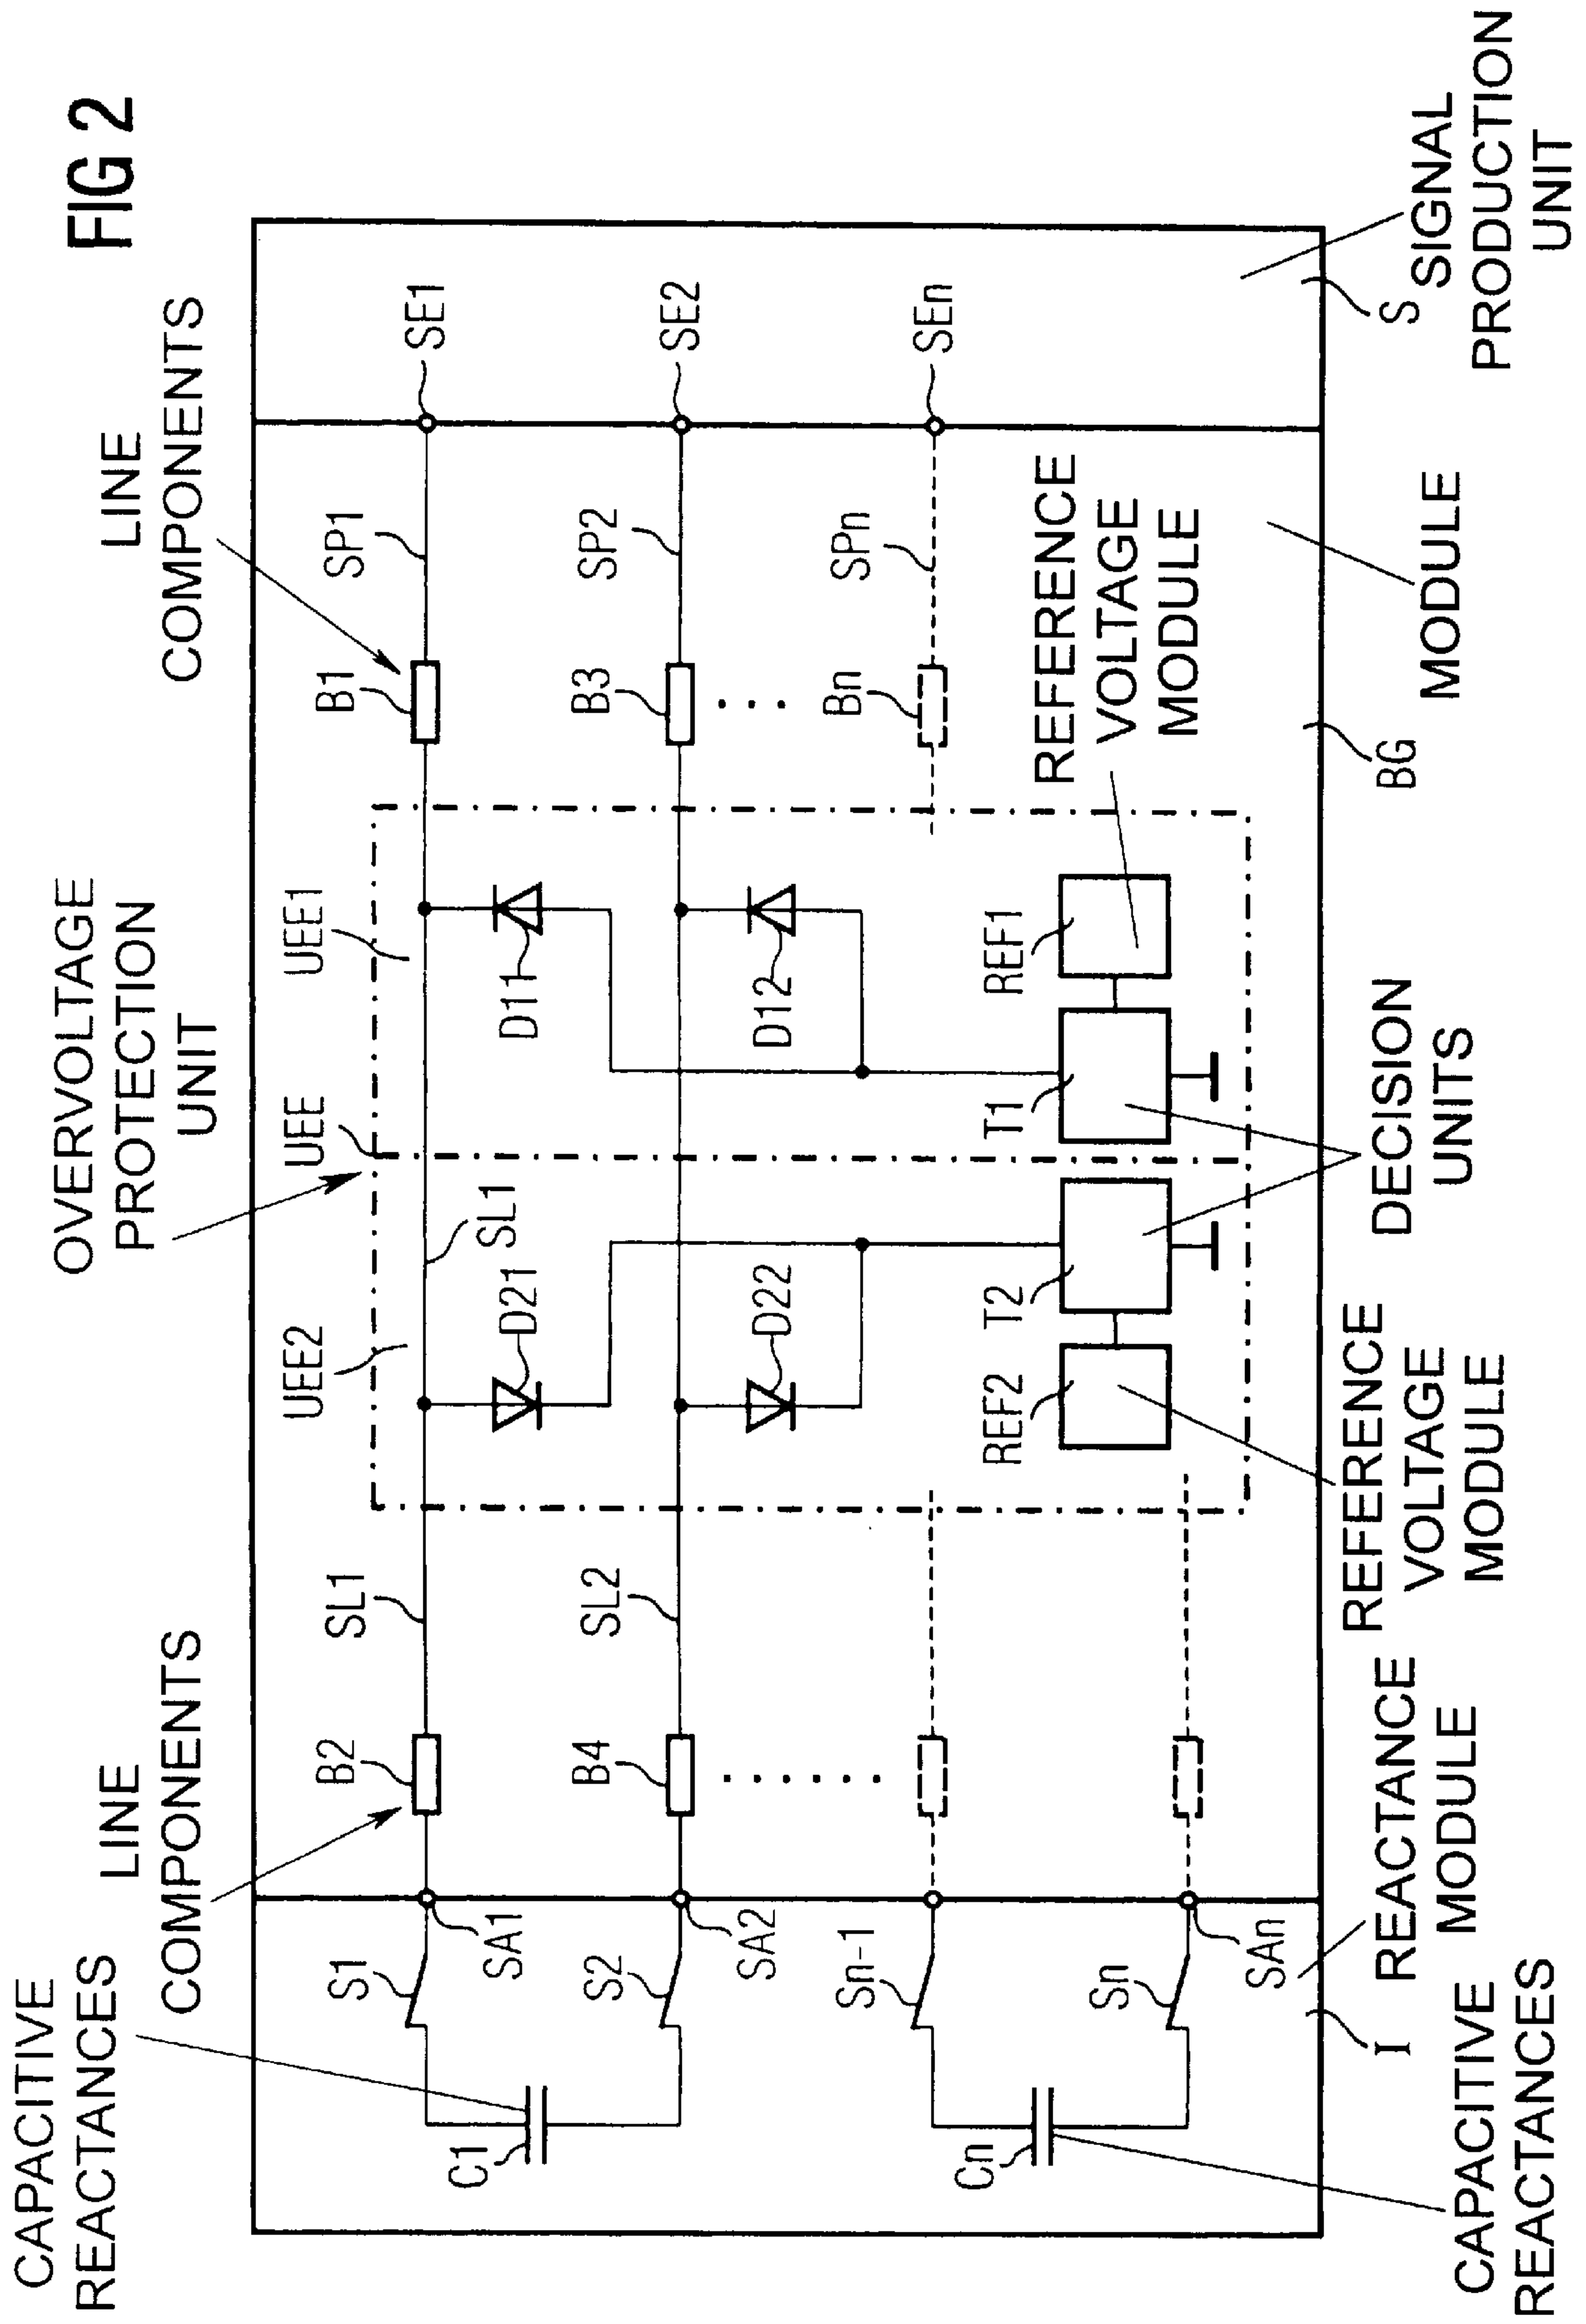 FIG 2
CAPACITIVE
REACTANCES
LINE
COMPONENTS
OVERVOLTAGE
PROTECTION
UNIT
LINE
COMPONENTS
S1
SA1
B2
SL1
UEE2
UEE
UEE1
B1
SP1
SE1
C1
D21
SL1
D11
S2
SA2
B4
SL2
D22
D12
B3
SP2
SE2
Sn-1
Bn
SPn
SEn
Cn
Sn
SAn
REF2
T2
T1
REF1
REFERENCE
VOLTAGE
MODULE
I
BG
S
CAPACITIVE
REACTANCES
REACTANCE
MODULE
REFERENCE
VOLTAGE
MODULE
DECISION
UNITS
MODULE
SIGNAL
PRODUCTION
UNIT